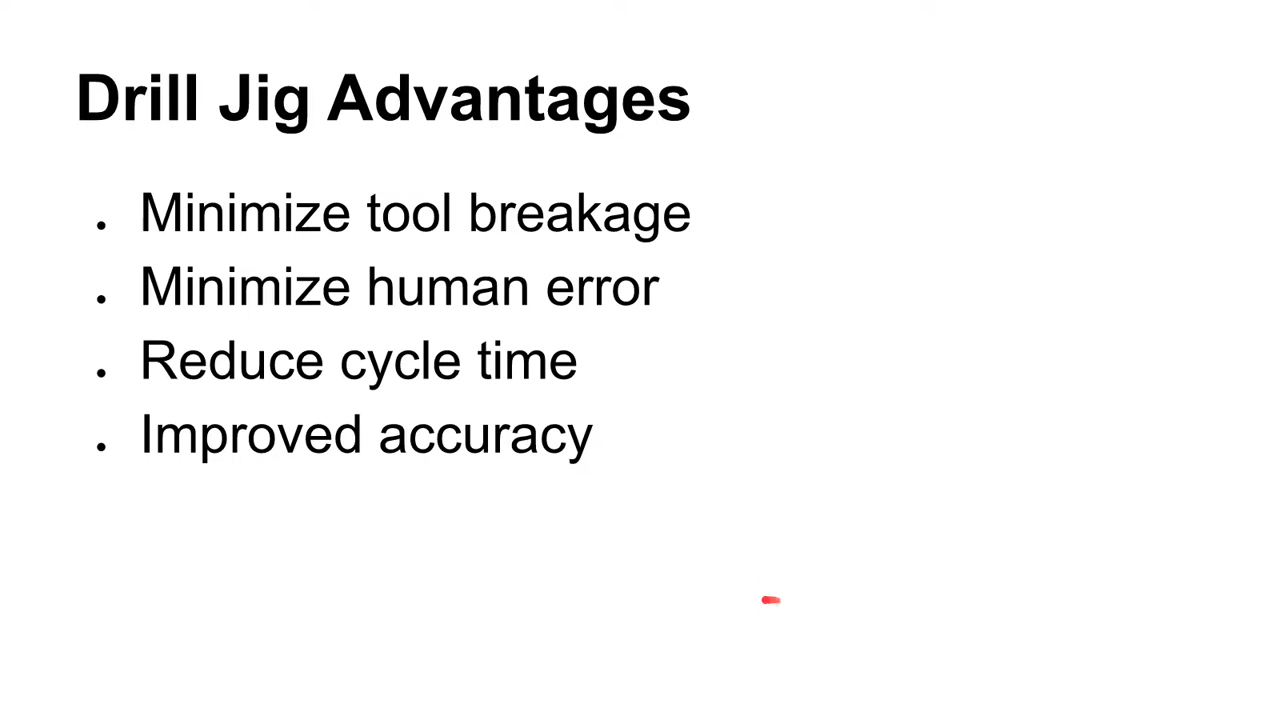 Drill Jig Advantages
. Minimize tool breakage
. Minimize human error
. Reduce cycle time
. Improved accuracy